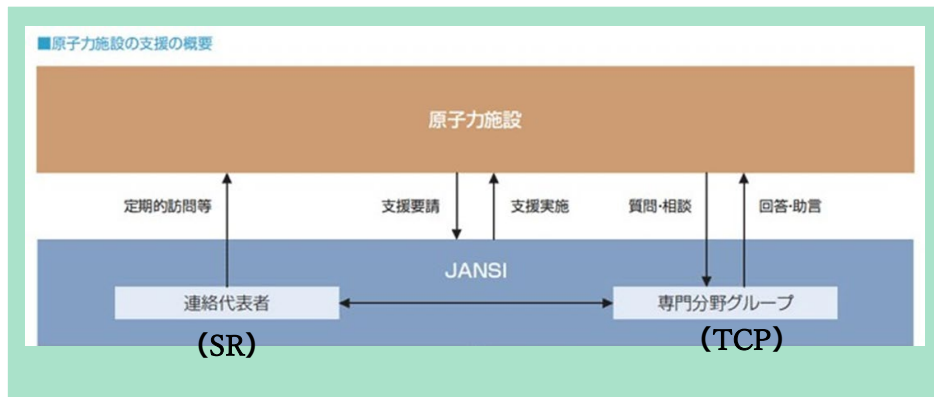 ■原子力施設の支援の概要
原子力施設
定期的訪問等
支援要請
支援実施
質問・相談
回答・助言
JANSI
連絡代表者
専門分野グループ
(SR)
(TCP)